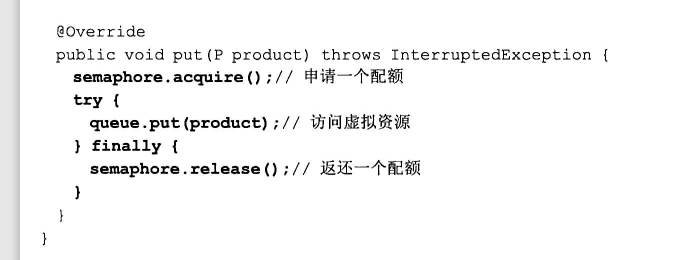 @Override
public void put(P product) throws InterruptedException {
semaphore.acquire();// 申请一个配额
try {
queue.put(product);// 访问虚拟资源
} finally {
semaphore.release();// 返还一个配额
}
}
}